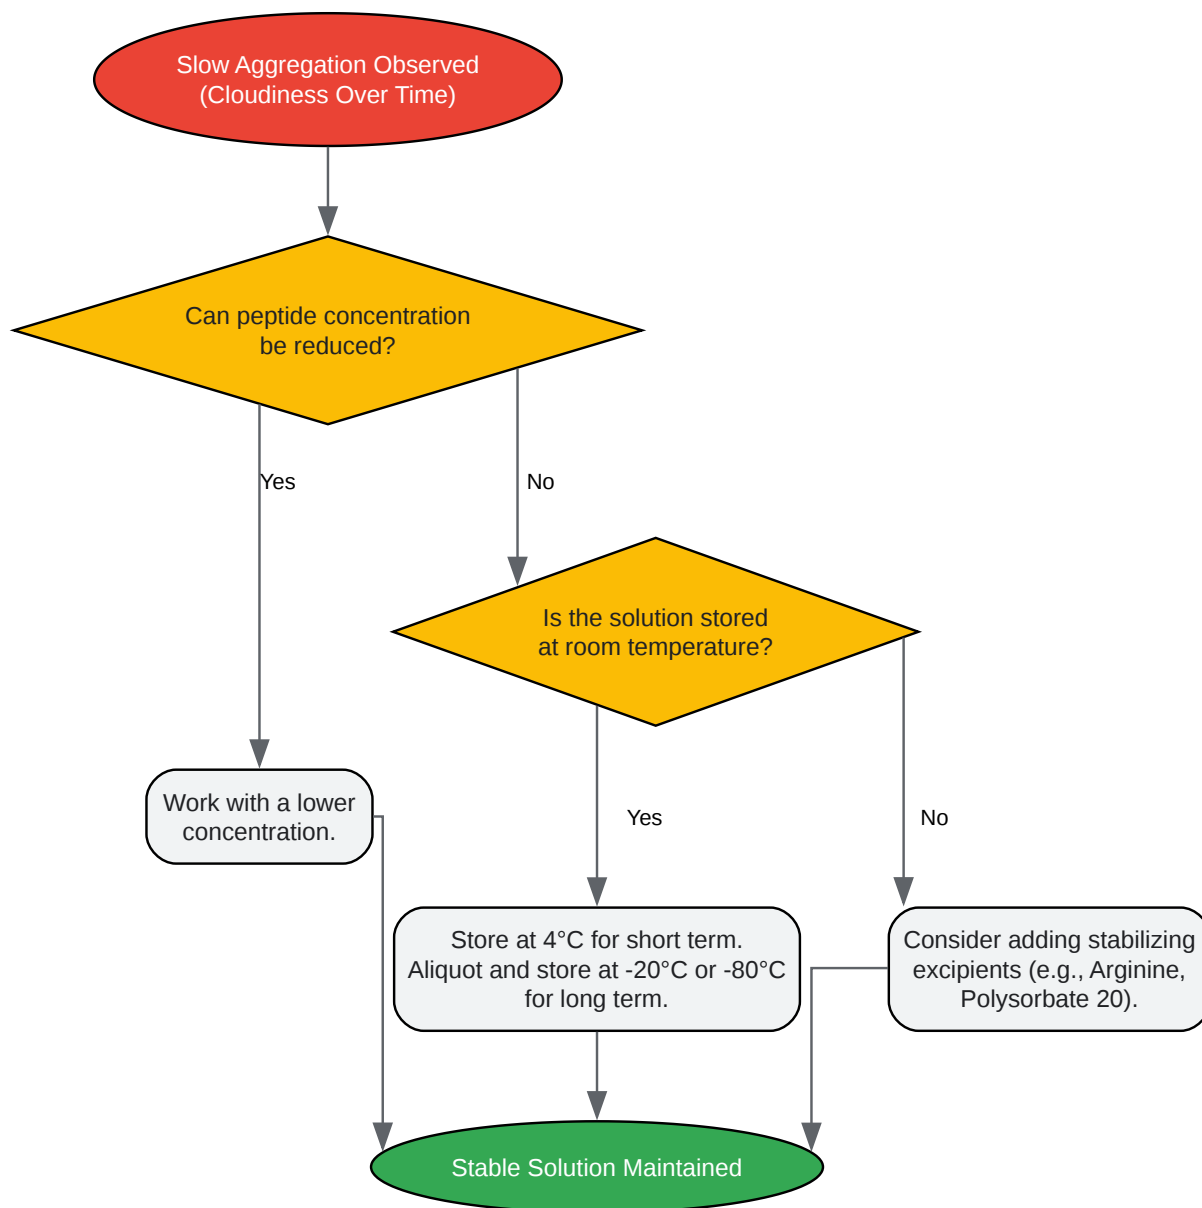 Slow Aggregation Observed
(Cloudiness Over Time)
Can peptide concentration
be reduced?
Yes
No
Is the solution stored
at room temperature?
Work with a lower
concentration.
Yes
No
Store at 4°C for short term.
Aliquot and store at -20°C or -80°C
for long term.
Consider adding stabilizing
excipients (e.g., Arginine,
Polysorbate 20).
Stable Solution Maintained